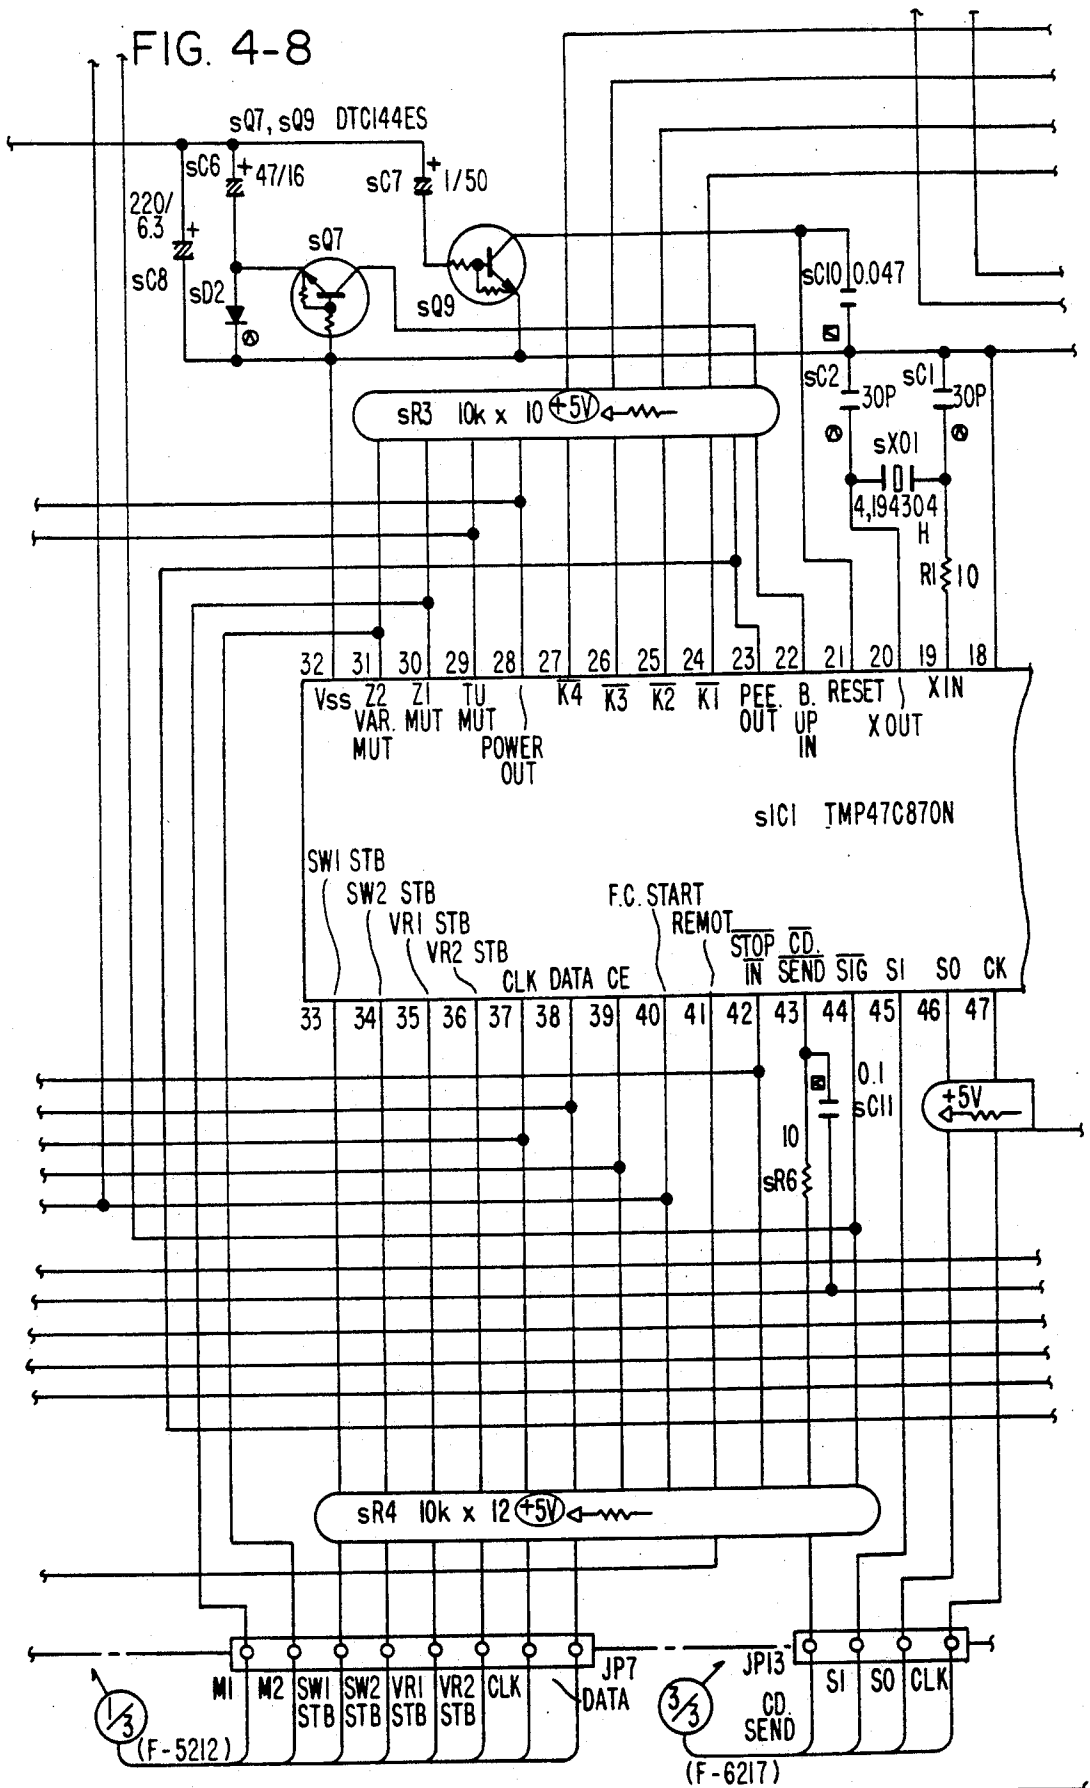 FIG. 4-8
sQ7, sQ9 DTC144ES
sC6
+
47/16
sC7
+
1/50
220/
6.3
+
sC8
sQ7
sD2
sQ9
sC10
0.047
sC2
30P
sC1
30P
sX01
4,194304
H
R1
10
sR3 10k x 10 +5V
32 31 30 29 28 27 26 25 24 23 22 21 20 19 18
Vss
Z2
VAR.
MUT
Z1
MUT
TU
MUT
POWER
OUT
K4
K3
K2
K1
PEE.
OUT
B.
UP
IN
RESET
X OUT
XIN
sIC1 TMP47C870N
SW1 STB
SW2 STB
VR1 STB
VR2 STB
CLK DATA CE
F.C. START
REMOT
STOP
IN
CD.
SEND
SIG
SI
SO
CK
33 34 35 36 37 38 39 40 41 42 43 44 45 46 47
0.1
sC11
+5V
10
sR6
sR4 10k x 12 +5V
JP7
JP13
M1
M2
SW1
STB
SW2
STB
VR1
STB
VR2
STB
CLK
DATA
CD.
SEND
SI
SO
CLK
1/3
(F-5212)
3/3
(F-6217)